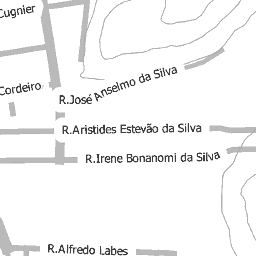 Cugnier
Cordeiro
R.José Anselmo da Silva
R.Aristides Estevão da Silva
R.Irene Bonanomi da Silva
R.Alfredo Labes